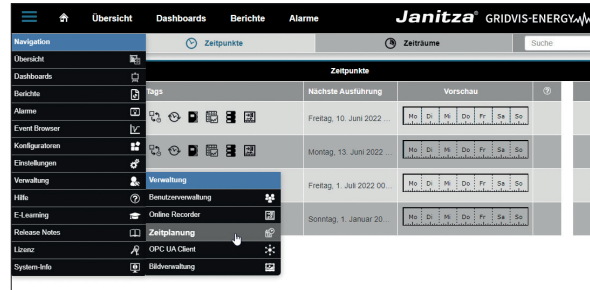 Übersicht Dashboards Berichte Alarme Janitza® GRIDVIS-ENERGY
Navigation
Zeitpunkte Zeiträume Suche
Übersicht
Dashboards
Zeitpunkte
Berichte
Tags Nächste Ausführung Vorschau
Alarme
Freitag, 10. Juni 2022 ... Mo Di Mi Do Fr Sa So
Event Browser
Konfiguratoren
Montag, 13. Juni 2022 ... Mo Di Mi Do Fr Sa So
Einstellungen
Verwaltung
Verwaltung
Freitag, 1. Juli 2022 00... Mo Di Mi Do Fr Sa So
Hilfe
Benutzerverwaltung
E-Learning
Online Recorder
Sonntag, 1. Januar 20... Mo Di Mi Do Fr Sa So
Release Notes
Zeitplanung
Lizenz
OPC UA Client
System-Info
Bildverwaltung